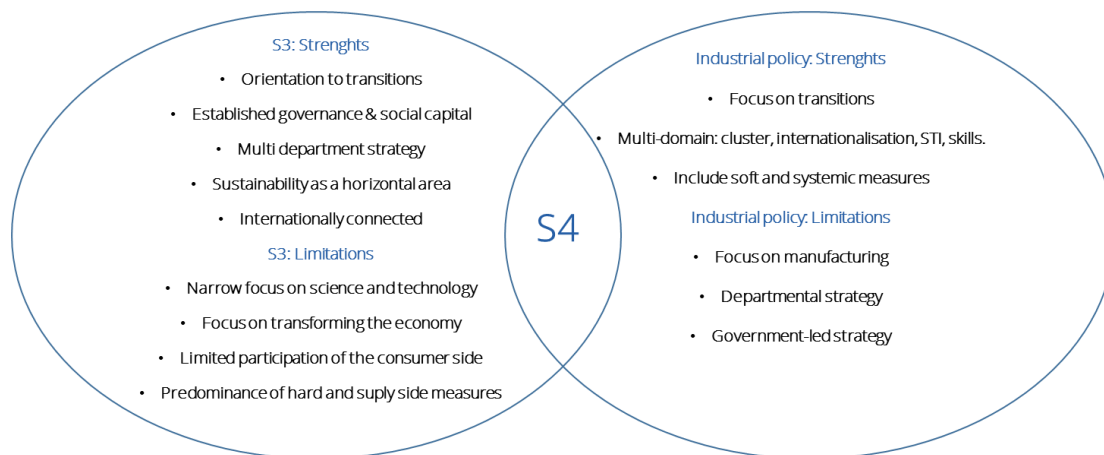 S3: Strenghts
• Orientation to transitions
• Established governance & social capital
• Multi department strategy
• Sustainability as a horizontal area
• Internationally connected
S3: Limitations
• Narrow focus on science and technology
• Focus on transforming the economy
• Limited participation of the consumer side
• Predominance of hard and suply side measures
S4
Industrial policy: Strenghts
• Focus on transitions
• Multi-domain: cluster, internationalisation, STI, skills.
• Include soft and systemic measures
Industrial policy: Limitations
• Focus on manufacturing
• Departmental strategy
• Government-led strategy